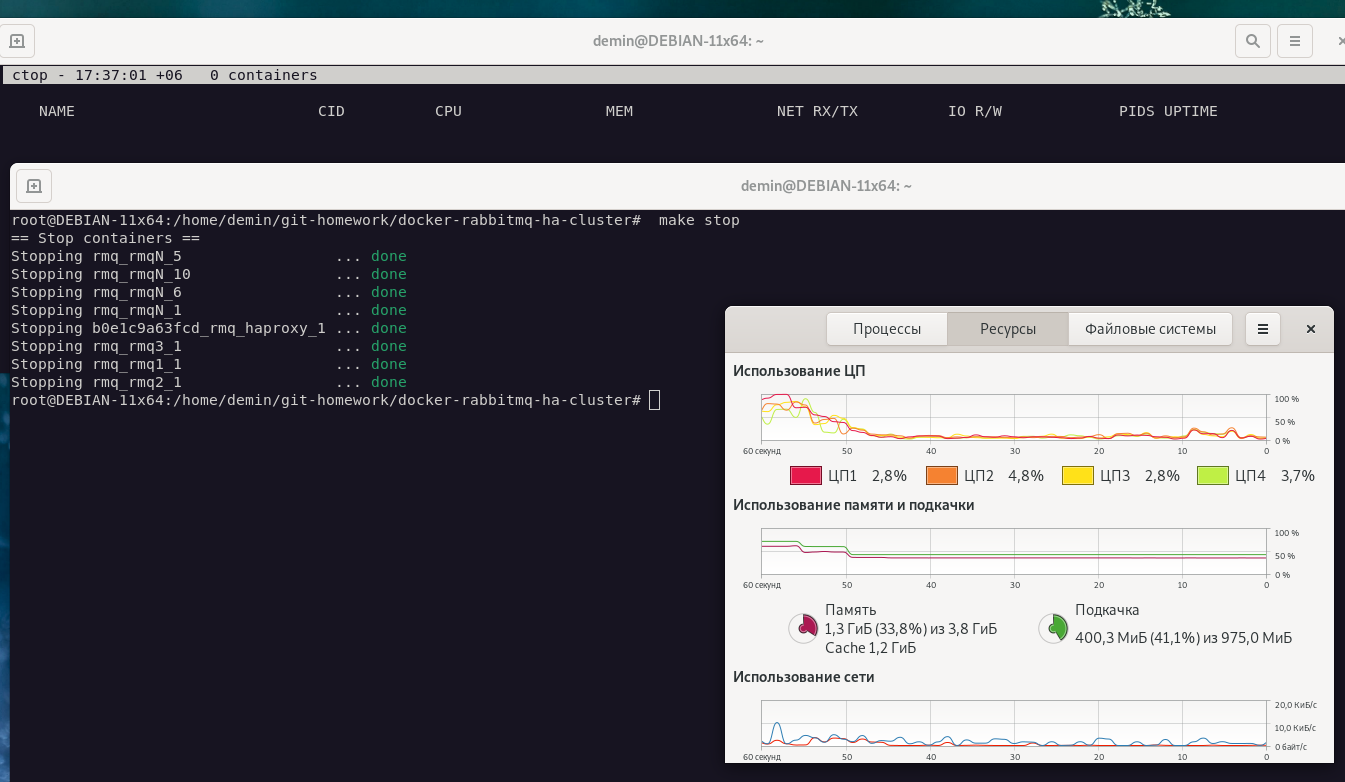 demin@DEBIAN-11x64: ~
ctop - 17:37:01 +06   0 containers
NAME CID CPU MEM NET RX/TX IO R/W PIDS UPTIME
demin@DEBIAN-11x64: ~
root@DEBIAN-11x64:/home/demin/git-homework/docker-rabbitmq-ha-cluster#  make stop
== Stop containers ==
Stopping rmq_rmqN_5                 ... done
Stopping rmq_rmqN_10                ... done
Stopping rmq_rmqN_6                 ... done
Stopping rmq_rmqN_1                 ... done
Stopping b0e1c9a63fcd_rmq_haproxy_1 ... done
Stopping rmq_rmq3_1                 ... done
Stopping rmq_rmq1_1                 ... done
Stopping rmq_rmq2_1                 ... done
root@DEBIAN-11x64:/home/demin/git-homework/docker-rabbitmq-ha-cluster#
Процессы Ресурсы Файловые системы
Использование ЦП
100 %
50 %
0 %
60 секунд 50 40 30 20 10 0
ЦП1 2,8% ЦП2 4,8% ЦП3 2,8% ЦП4 3,7%
Использование памяти и подкачки
100 %
50 %
0 %
60 секунд 50 40 30 20 10 0
Память
1,3 ГиБ (33,8%) из 3,8 ГиБ
Cache 1,2 ГиБ
Подкачка
400,3 МиБ (41,1%) из 975,0 МиБ
Использование сети
20,0 КиБ/с
10,0 КиБ/с
0 байт/с
60 секунд 50 40 30 20 10 0